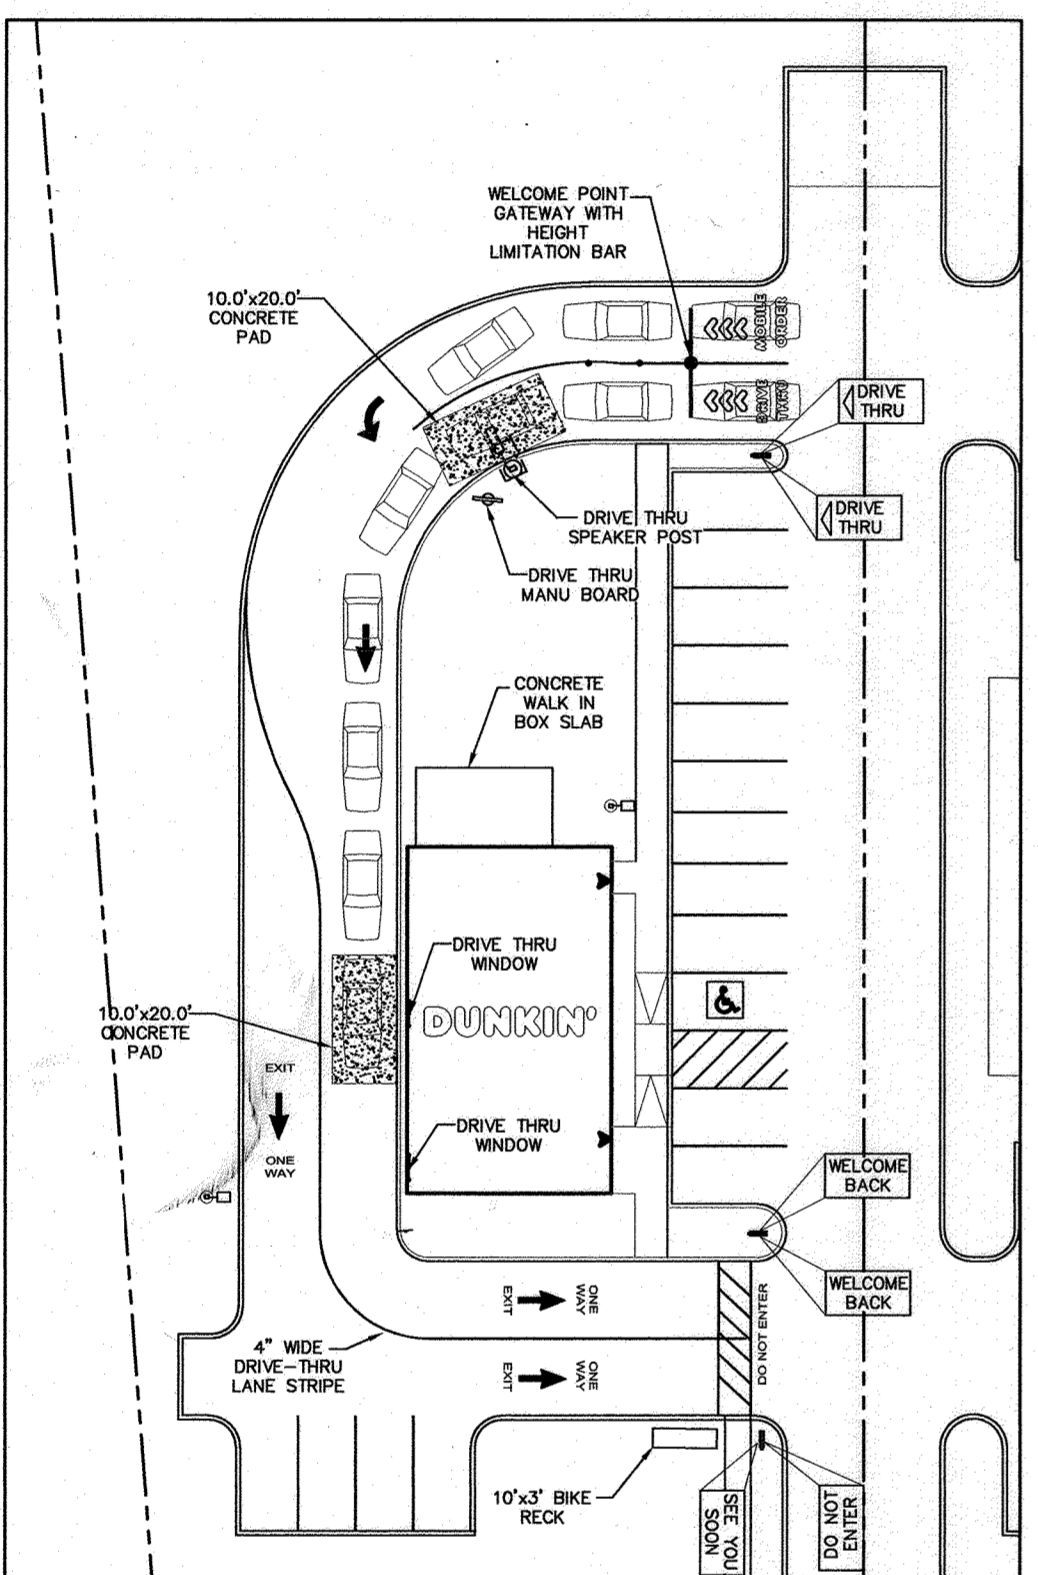 WELCOME POINT
GATEWAY WITH
HEIGHT
LIMITATION BAR
10.0'x20.0'
CONCRETE
PAD
MOBILE
ORDER
DRIVE
THRU
DRIVE
THRU
DRIVE
THRU
DRIVE THRU
SPEAKER POST
DRIVE THRU
MANU BOARD
CONCRETE
WALK IN
BOX SLAB
DRIVE THRU
WINDOW
DUNKIN'
10.0'x20.0'
CONCRETE
PAD
EXIT
ONE
WAY
DRIVE THRU
WINDOW
WELCOME
BACK
WELCOME
BACK
EXIT
ONE
WAY
DO NOT ENTER
4" WIDE
DRIVE-THRU
LANE STRIPE
EXIT
ONE
WAY
10'x3' BIKE
RECK
SEE YOU
SOON
DO NOT
ENTER